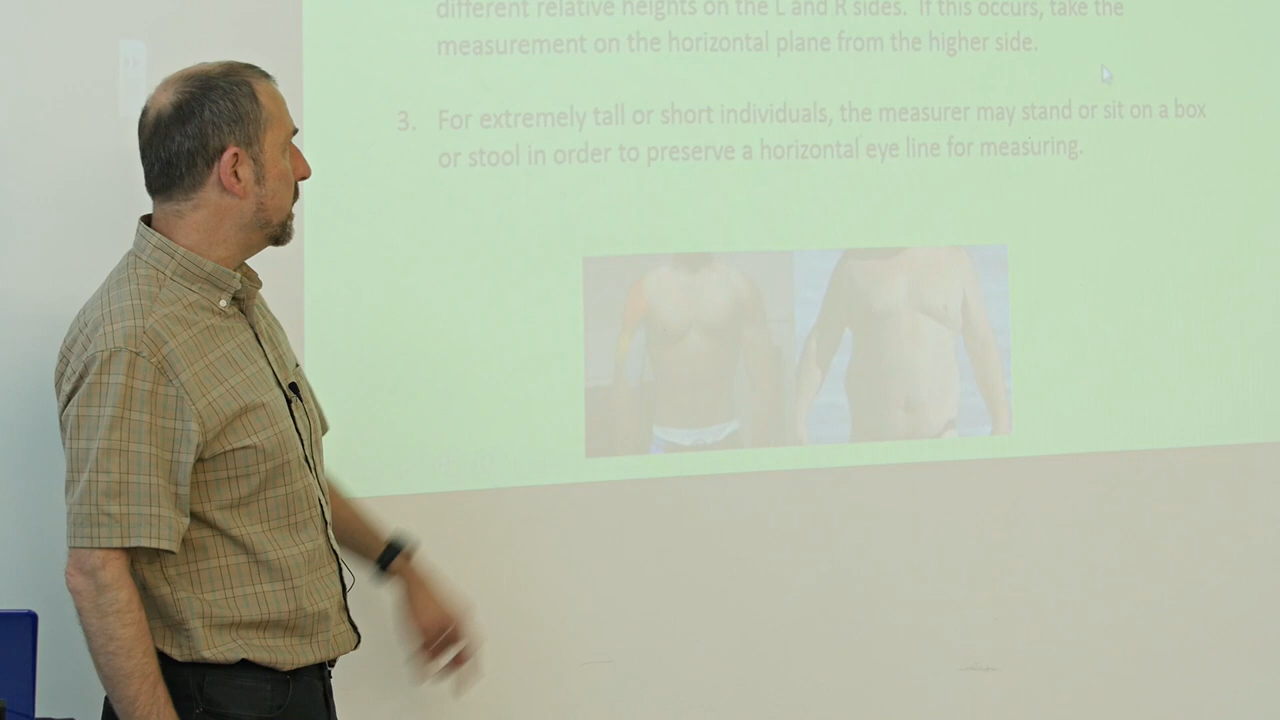 different relative heights on the L and R sides. If this occurs, take the
measurement on the horizontal plane from the higher side.
3. For extremely tall or short individuals, the measurer may stand or sit on a box
or stool in order to preserve a horizontal eye line for measuring.